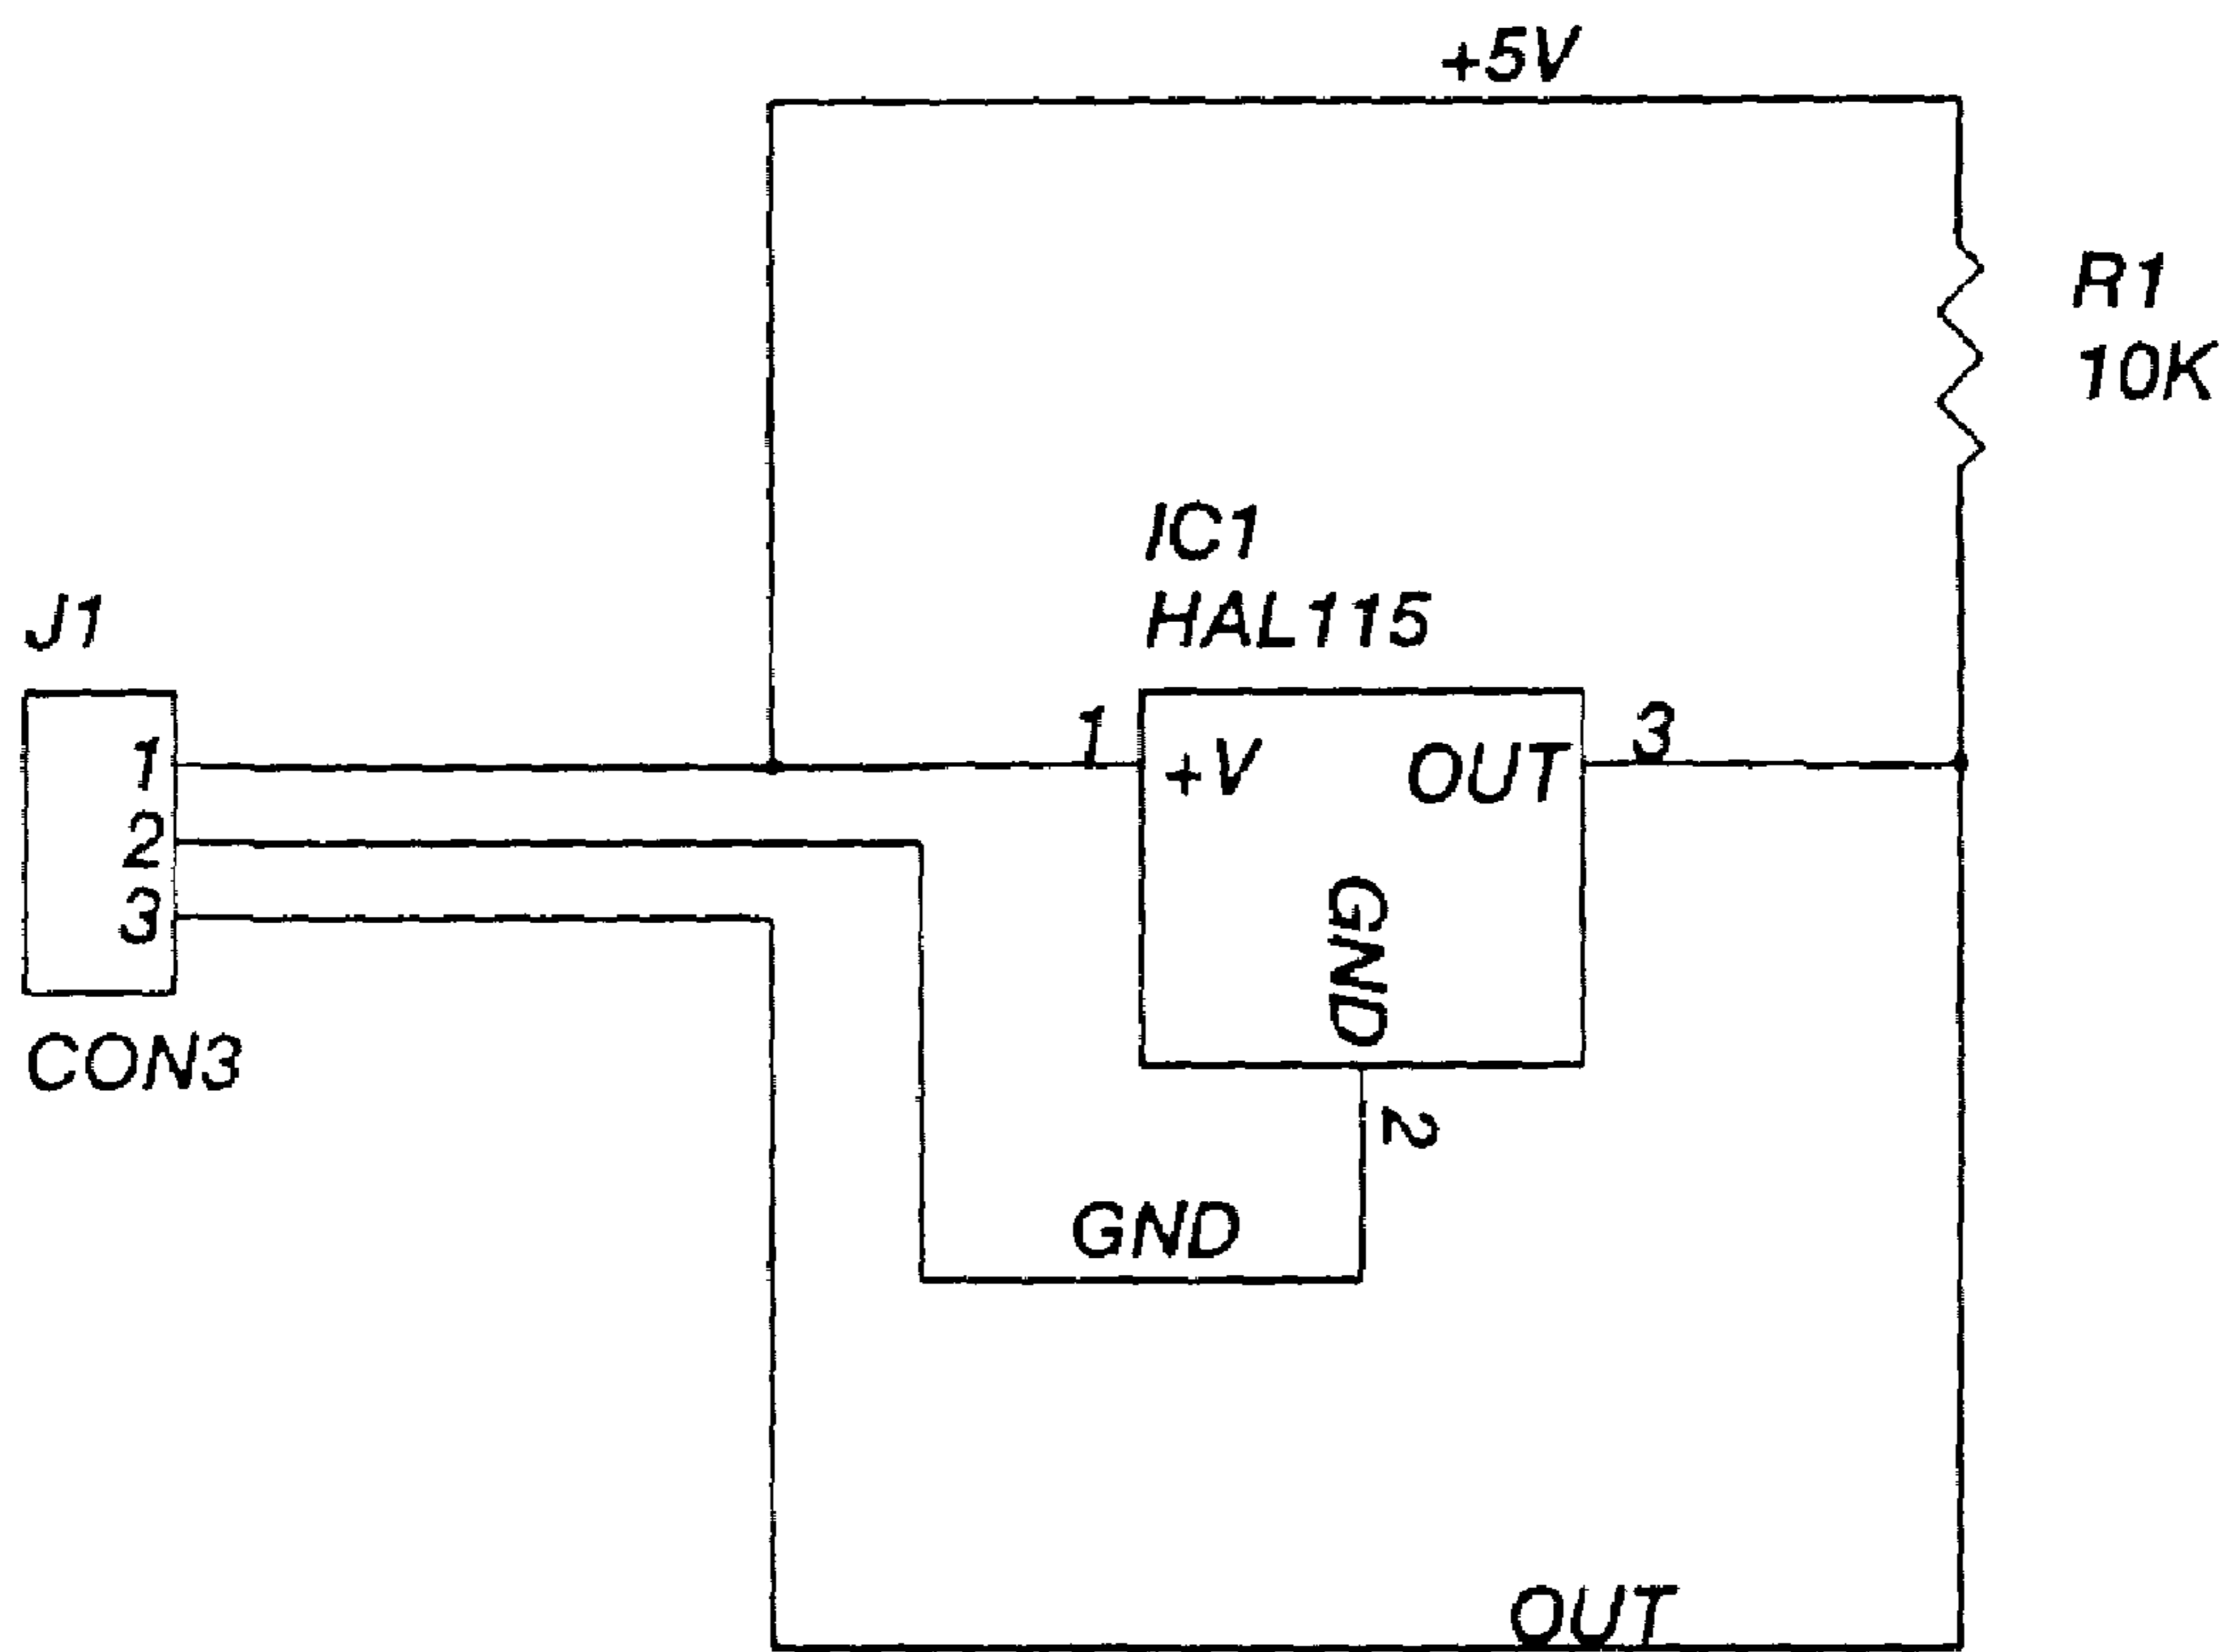 +5V
R1
10K
IC1
HAL115
J1
1
2
3
CON3
1
+V
OUT
3
GND
2
GND
OUT